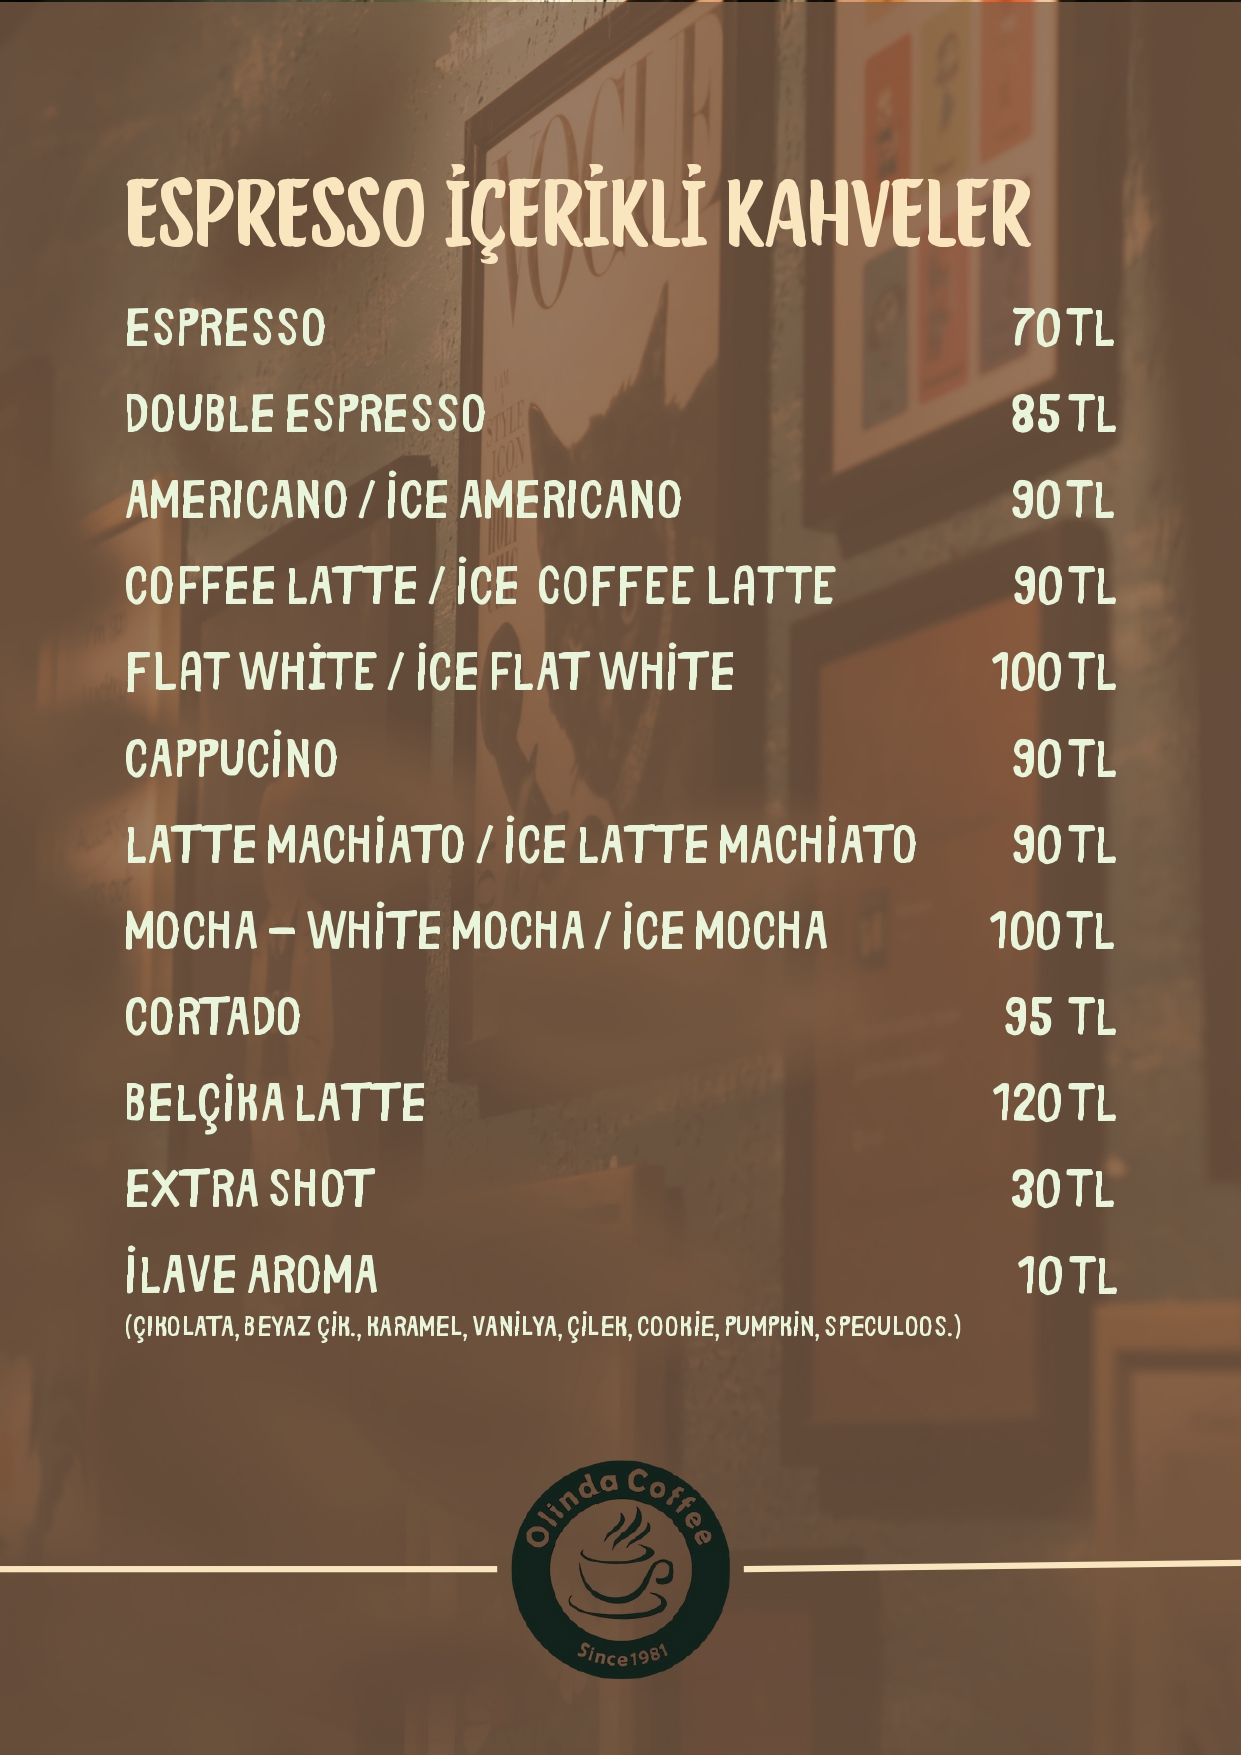 ESPRESSO İÇERİKLİ KAHVELER
ESPRESSO 70 TL
DOUBLE ESPRESSO 85 TL
AMERICANO / İCE AMERICANO 90 TL
COFFEE LATTE / İCE COFFEE LATTE 90 TL
FLAT WHİTE / İCE FLAT WHİTE 100 TL
CAPPUCİNO 90 TL
LATTE MACHİATO / İCE LATTE MACHİATO 90 TL
MOCHA – WHİTE MOCHA / İCE MOCHA 100 TL
CORTADO 95 TL
BELÇİKA LATTE 120 TL
EXTRA SHOT 30 TL
İLAVE AROMA 10 TL
(ÇIKOLATA, BEYAZ ÇİK., KARAMEL, VANİLYA, ÇİLEK, COOKİE, PUMPKİN, SPECULOOS.)
Olinda Coffee
Since 1981
VOGUE
I AM
A
STYLE
ICON